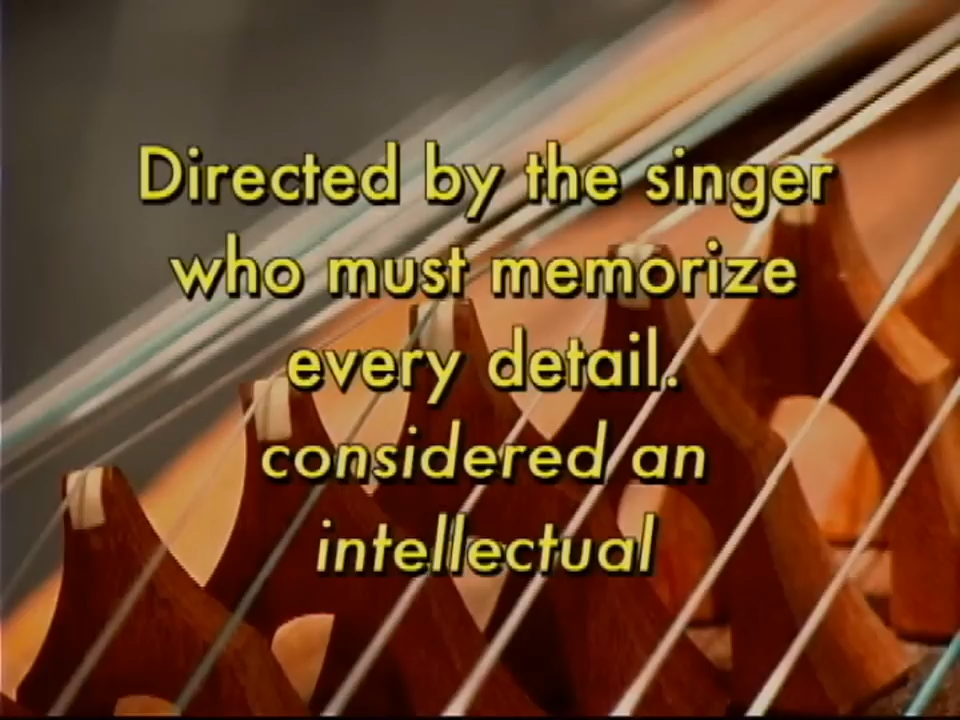 Directed by the singer
who must memorize
every detail.
considered an
intellectual